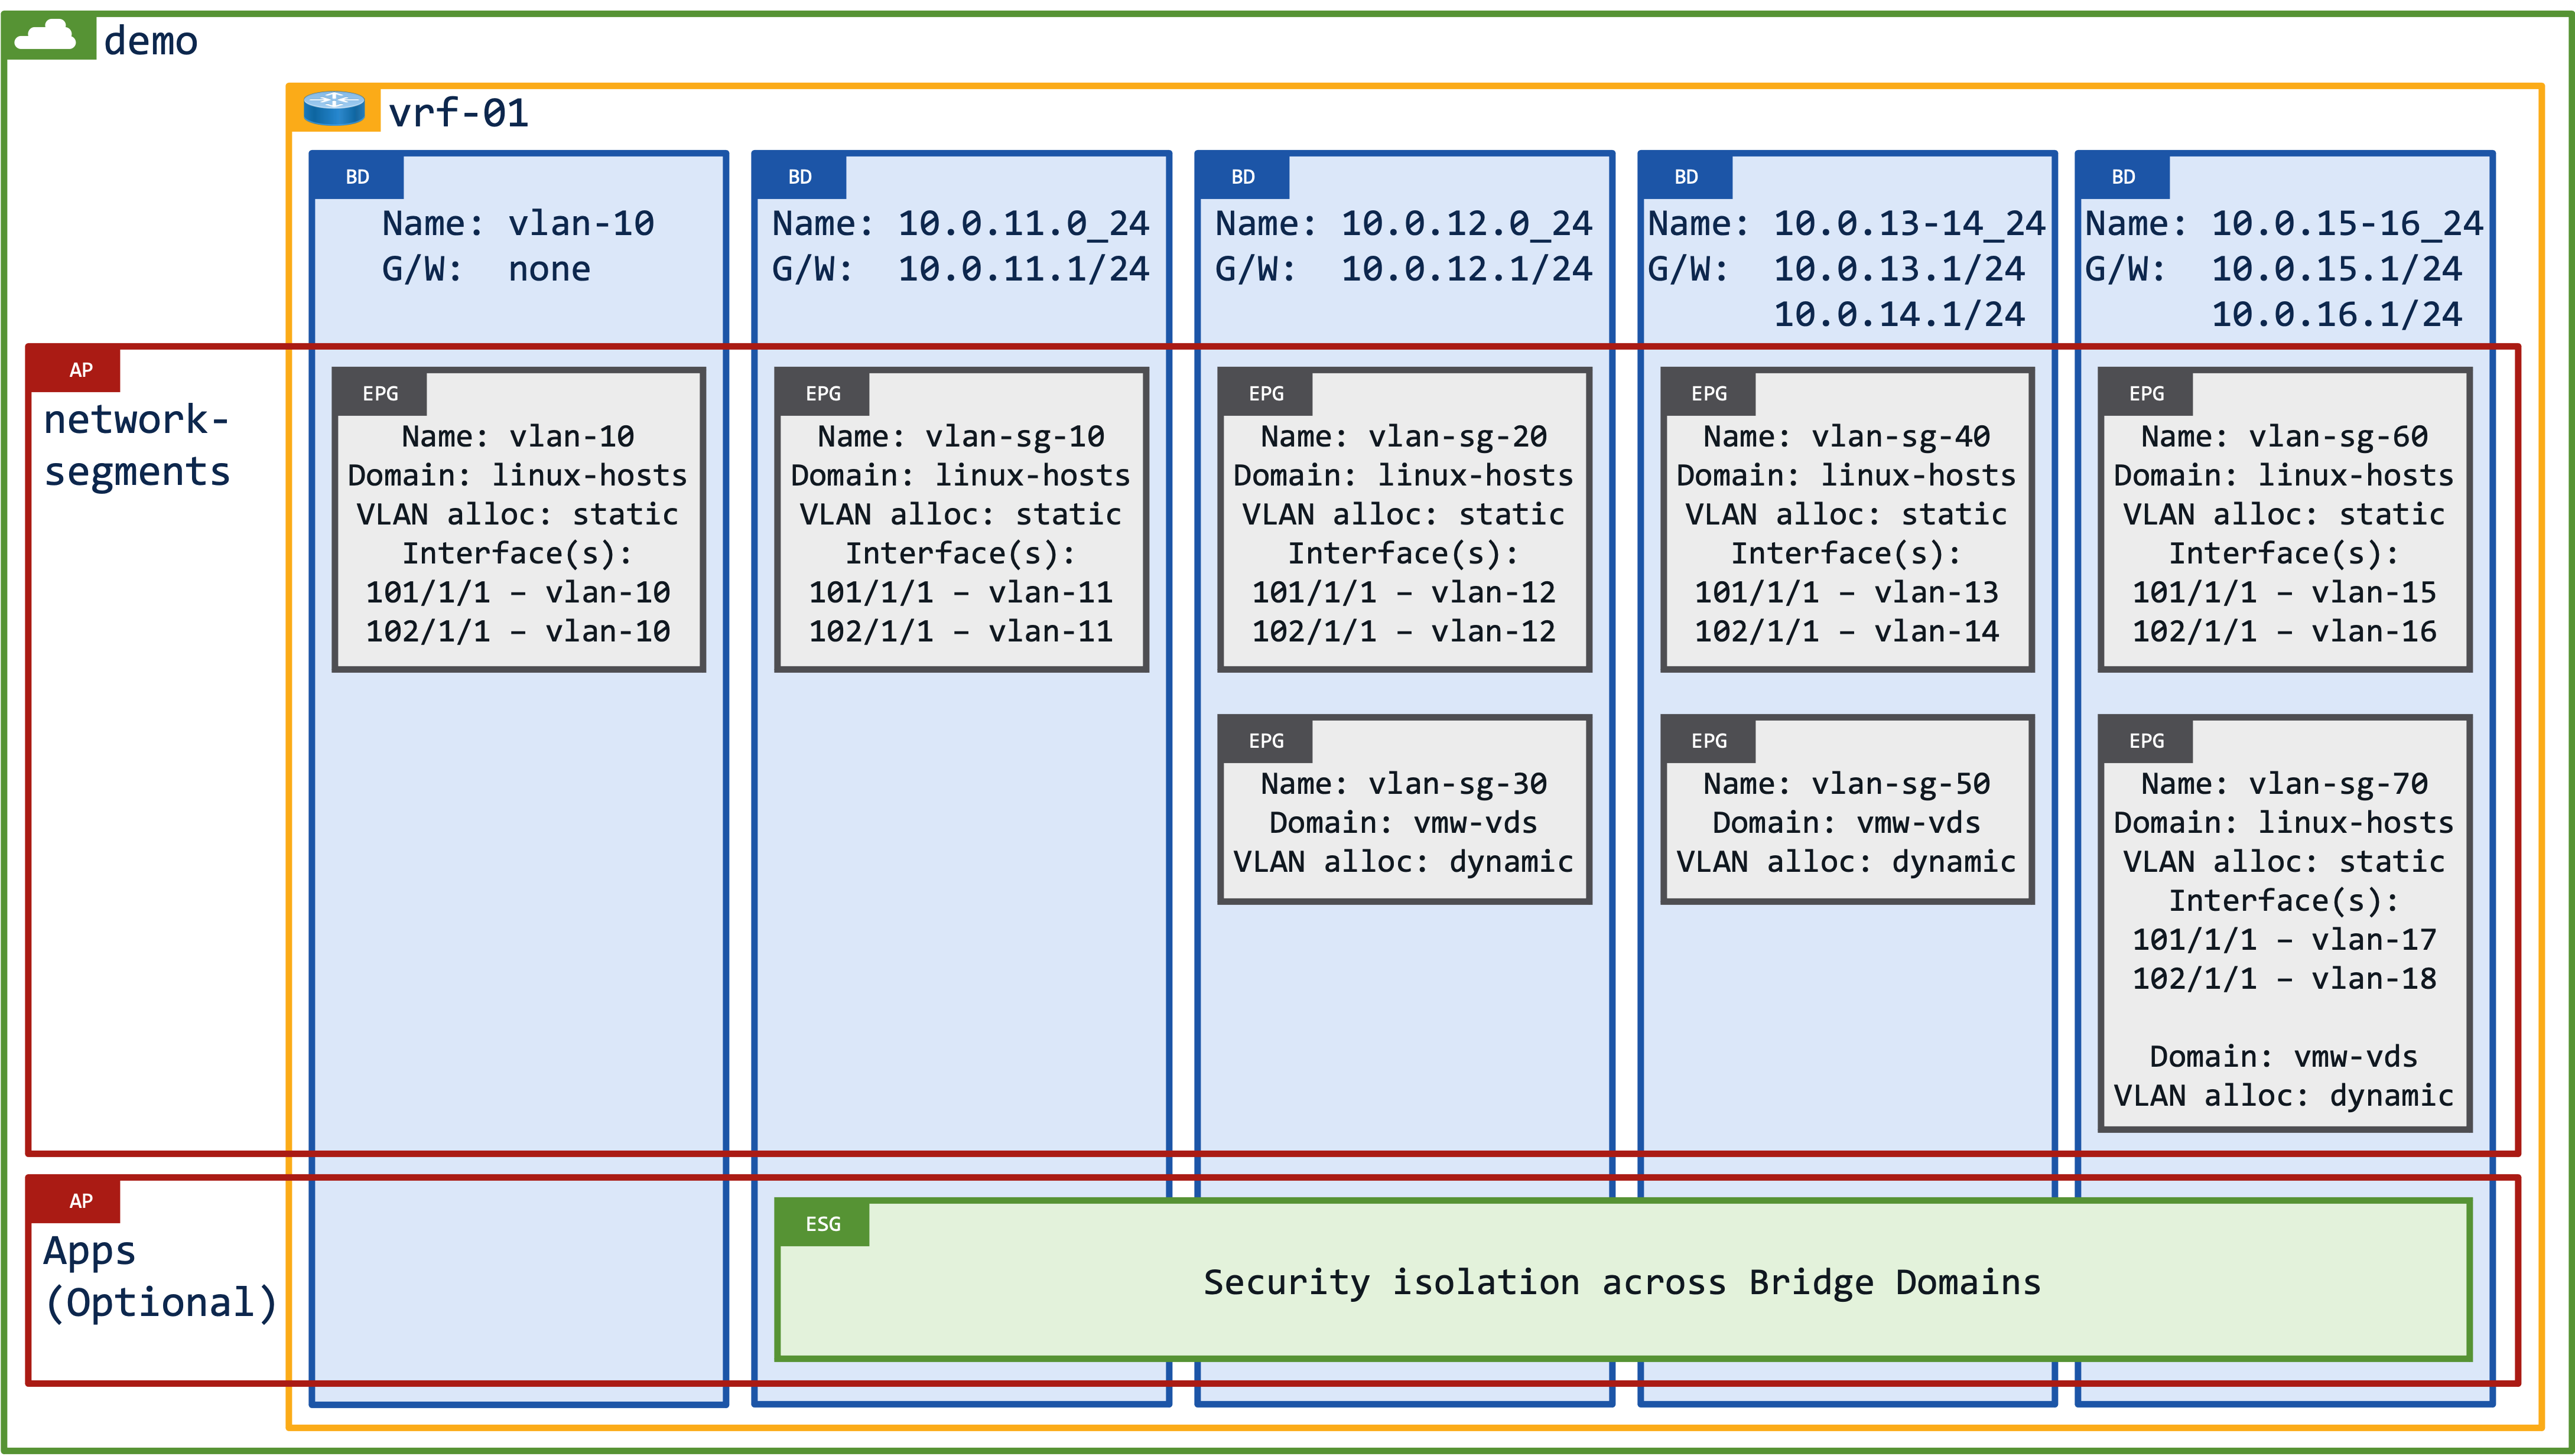 demo
vrf-01
BD
Name: vlan-10
G/W: none
BD
Name: 10.0.11.0_24
G/W: 10.0.11.1/24
BD
Name: 10.0.12.0_24
G/W: 10.0.12.1/24
BD
Name: 10.0.13-14_24
G/W: 10.0.13.1/24
10.0.14.1/24
BD
Name: 10.0.15-16_24
G/W: 10.0.15.1/24
10.0.16.1/24
AP
network-
segments
EPG
Name: vlan-10
Domain: linux-hosts
VLAN alloc: static
Interface(s):
101/1/1 – vlan-10
102/1/1 – vlan-10
EPG
Name: vlan-sg-10
Domain: linux-hosts
VLAN alloc: static
Interface(s):
101/1/1 – vlan-11
102/1/1 – vlan-11
EPG
Name: vlan-sg-20
Domain: linux-hosts
VLAN alloc: static
Interface(s):
101/1/1 – vlan-12
102/1/1 – vlan-12
EPG
Name: vlan-sg-40
Domain: linux-hosts
VLAN alloc: static
Interface(s):
101/1/1 – vlan-13
102/1/1 – vlan-14
EPG
Name: vlan-sg-60
Domain: linux-hosts
VLAN alloc: static
Interface(s):
101/1/1 – vlan-15
102/1/1 – vlan-16
EPG
Name: vlan-sg-30
Domain: vmw-vds
VLAN alloc: dynamic
EPG
Name: vlan-sg-50
Domain: vmw-vds
VLAN alloc: dynamic
EPG
Name: vlan-sg-70
Domain: linux-hosts
VLAN alloc: static
Interface(s):
101/1/1 – vlan-17
102/1/1 – vlan-18
Domain: vmw-vds
VLAN alloc: dynamic
AP
Apps
(Optional)
ESG
Security isolation across Bridge Domains